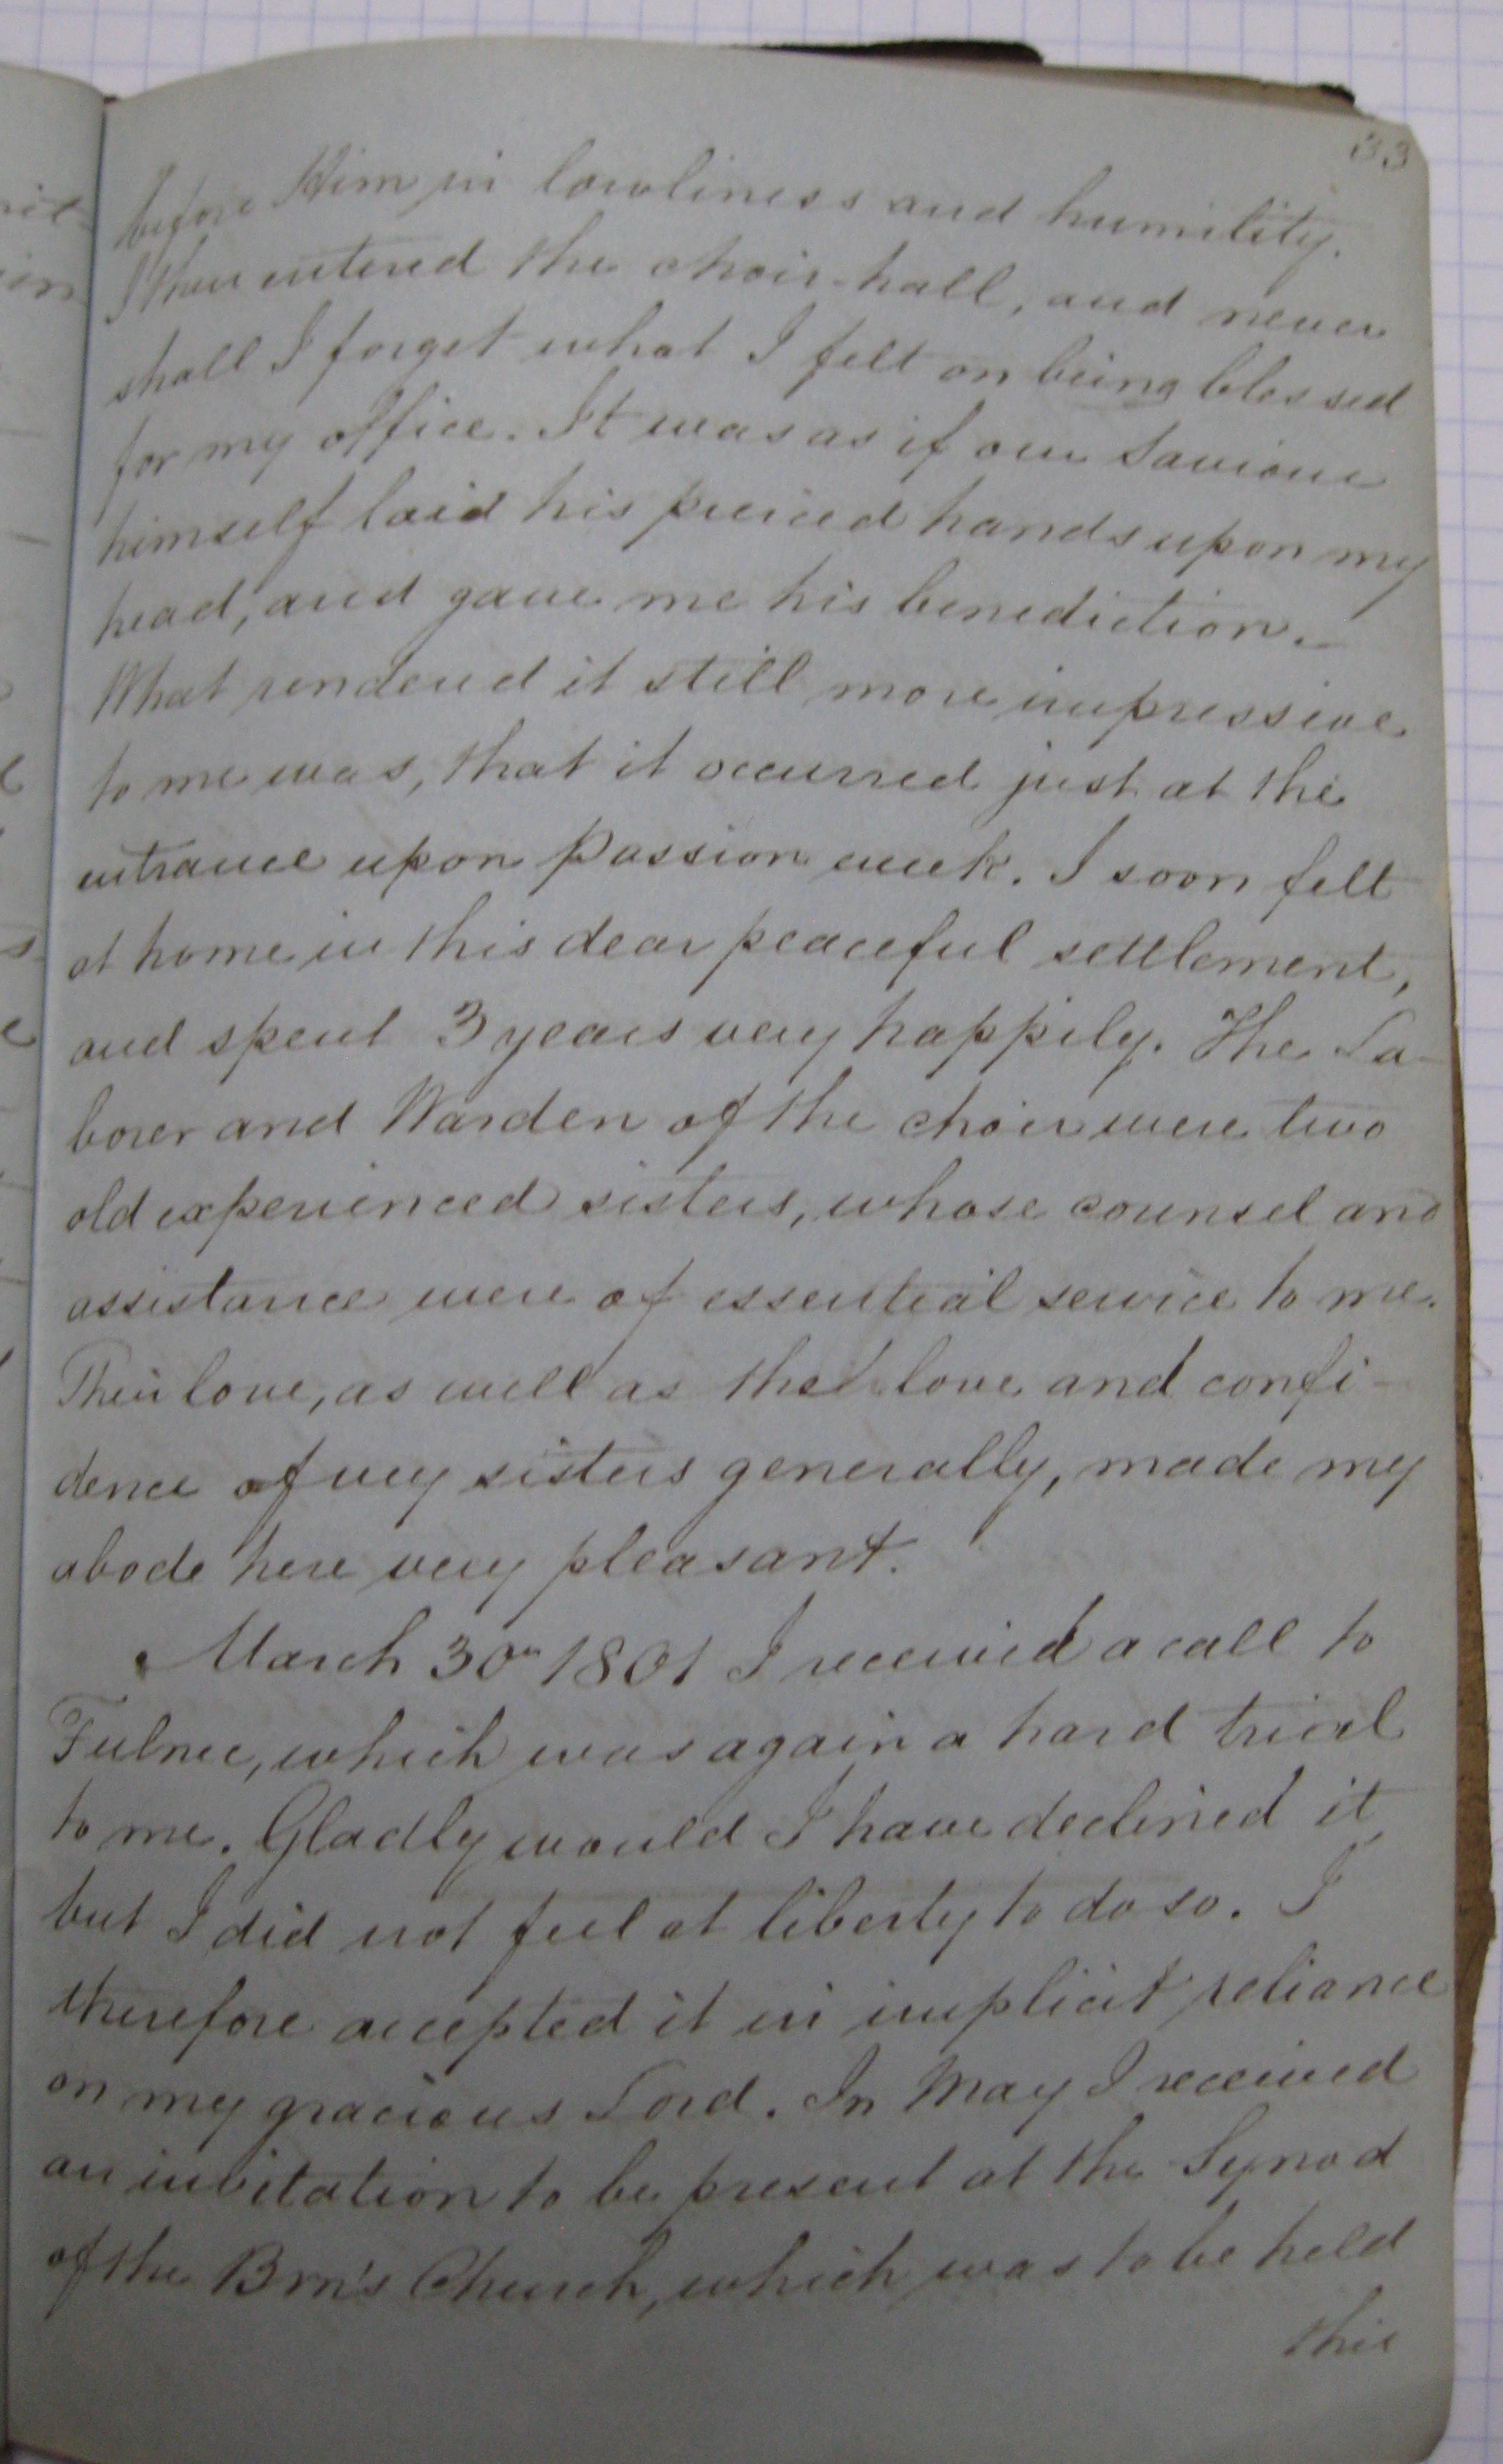 33
before Him in lowliness and humility.
I then entered the choir-hall, and never
shall I forget what I felt on being blessed
for my office. It was as if our Saviour
himself laid his pierced hands upon my
head, and gave me his benediction.
What rendered it still more impressive
to me was, that it occurred just at the
entrance upon Passion week. I soon felt
at home in this dear peaceful settlement,
and spent 3 years very happily. The La-
borer and Warden of the choir were two
old experienced sisters, whose counsel and
assistance were of essential service to me.
Their love, as well as the love and confi-
dence of my sisters generally, made my
abode here very pleasant.
March 30th 1801 I received a call to
Fulnec, which was again a hard trial
to me. Gladly would I have declined it,
but I did not feel at liberty to do so. I
therefore accepted it in implicit reliance
on my gracious Lord. In May I received
an invitation to be present at the Synod
of the Brn's Church, which was to be held
this